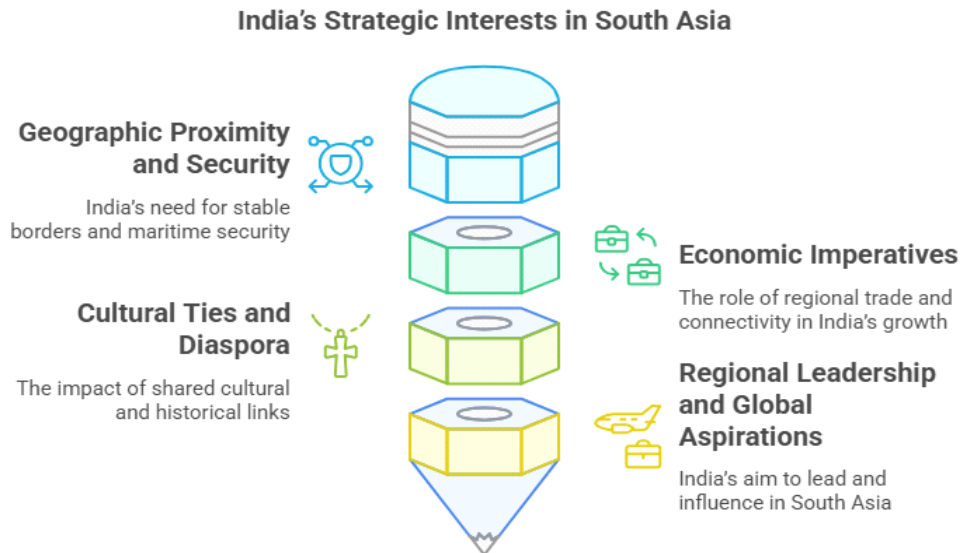 India’s Strategic Interests in South Asia
Geographic Proximity
and Security
India’s need for stable
borders and maritime security
Economic Imperatives
The role of regional trade and
connectivity in India’s growth
Cultural Ties and
Diaspora
The impact of shared cultural
and historical links
Regional Leadership
and Global
Aspirations
India’s aim to lead and
influence in South Asia